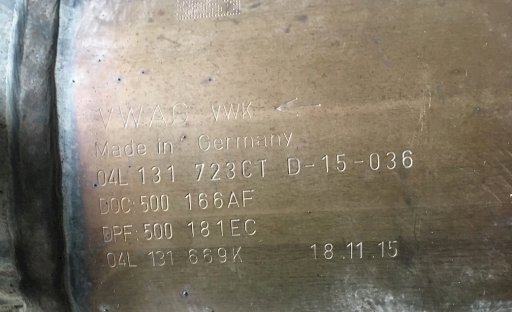 VWAG VWK
Made in Germany
04L 131 723CT D-15-036
DOC:500 166AF
DPF:500 181EC
04L 131 669K 18.11.15